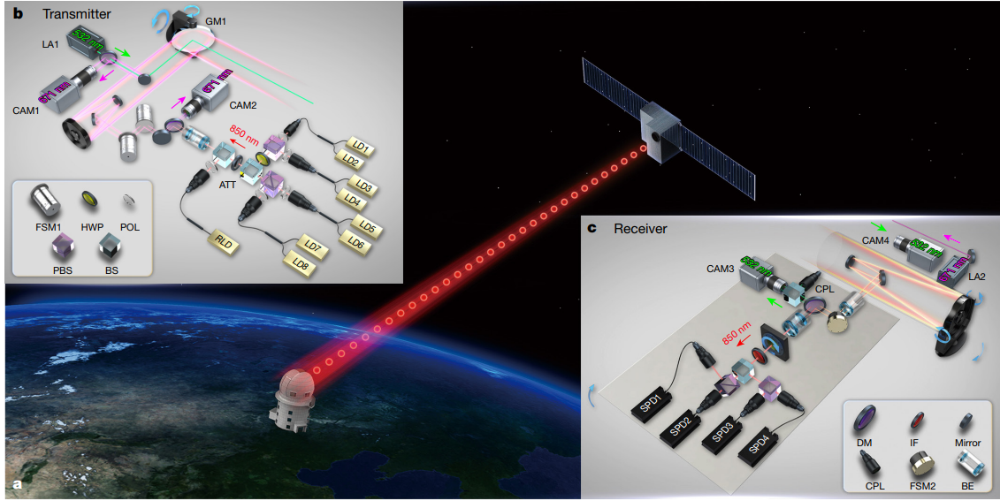 b Transmitter
GM1
LA1
532 nm
671 nm
CAM1
671 nm
CAM2
850 nm
LD1
LD2
LD3
LD4
LD5
LD6
LD7
LD8
ATT
RLD
FSM1 HWP POL
PBS BS
c Receiver
CAM4
532 nm
671 nm
LA2
CAM3
532 nm
CPL
850 nm
SPD1
SPD2
SPD3
SPD4
DM IF Mirror
CPL FSM2 BE
a